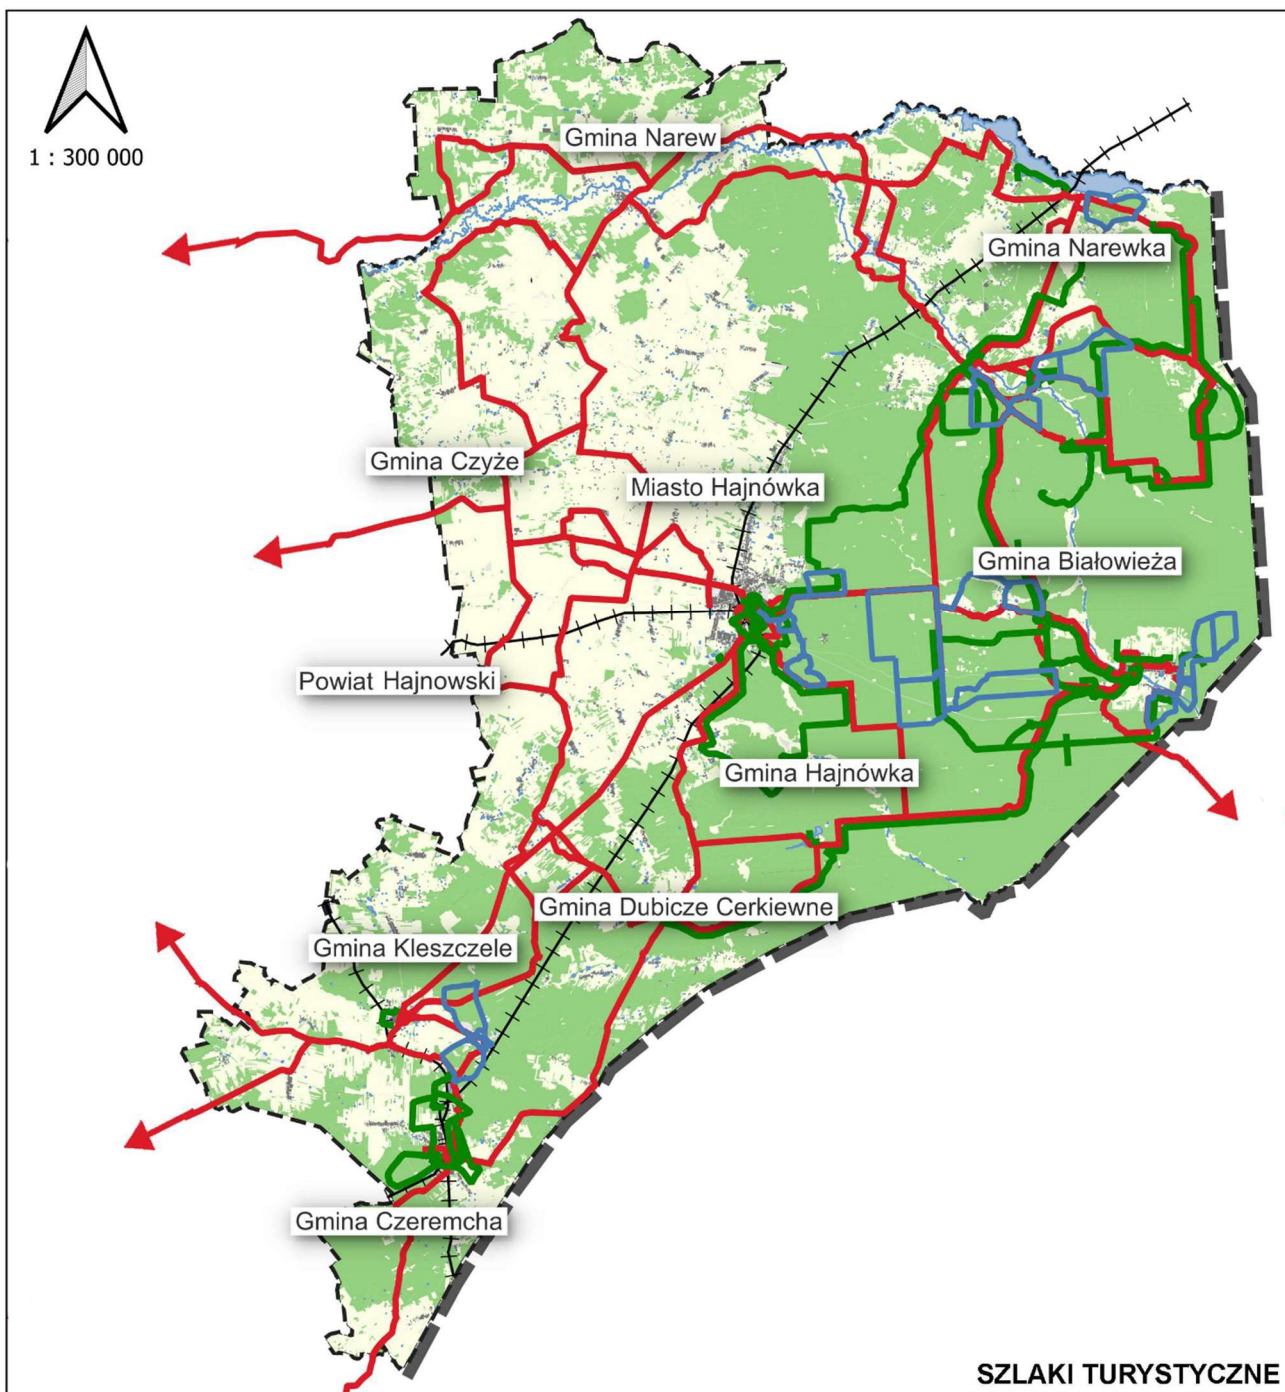 1 : 300 000
Gmina Narew
Gmina Narewka
Gmina Czyże
Miasto Hajnówka
Gmina Białowieża
Powiat Hajnowski
Gmina Hajnówka
Gmina Dubicze Cerkiewne
Gmina Kleszczele
Gmina Czeremcha
SZLAKI TURYSTYCZNE